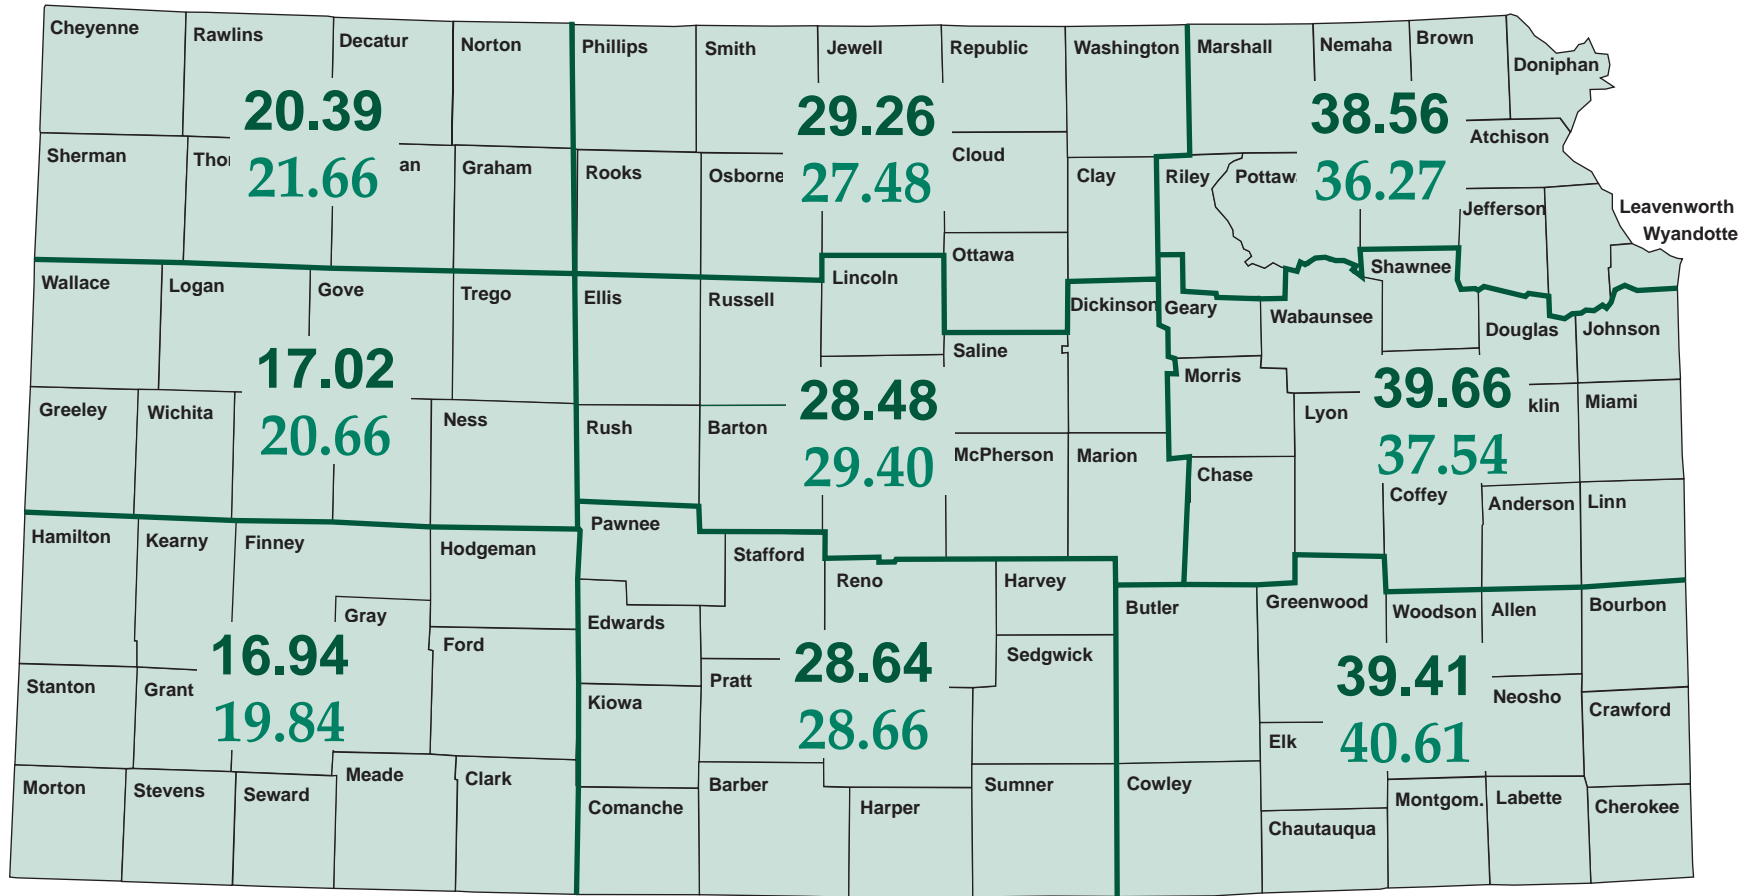 Cheyenne Rawlins Decatur Norton Phillips Smith Jewell Republic Washington Marshall Nemaha Brown Doniphan
20.39 29.26 38.56
Sherman Tho an Graham Rooks Osborne Cloud Clay Riley Pottaw Atchison
21.66 27.48 36.27
Jefferson Leavenworth
Wyandotte
Wallace Logan Gove Trego Ellis Russell Lincoln Ottawa Dickinson Geary Wabaunsee Shawnee Douglas Johnson
Saline
17.02 28.48 39.66
Greeley Wichita Ness Rush Barton McPherson Marion Morris Lyon klin Miami
20.66 29.40 37.54
Chase Coffey Anderson Linn
Hamilton Kearny Finney Hodgeman Pawnee Stafford Reno Harvey Butler Greenwood Woodson Allen Bourbon
Gray Ford Edwards Sedgwick
16.94 28.64 39.41
Stanton Grant Kiowa Pratt Elk Neosho Crawford
19.84 28.66 40.61
Morton Stevens Seward Meade Clark Comanche Barber Harper Sumner Cowley Chautauqua Montgom. Labette Cherokee